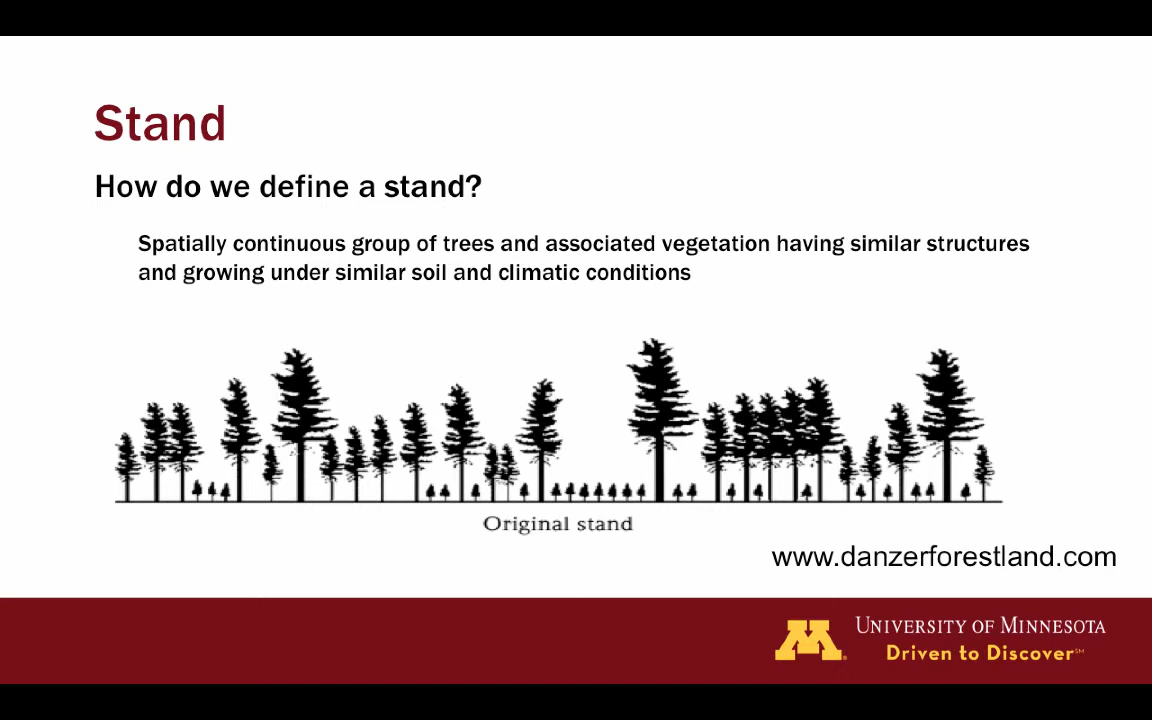 Stand
How do we define a stand?
Spatially continuous group of trees and associated vegetation having similar structures
and growing under similar soil and climatic conditions
Original stand
www.danzerforestland.com
M
UNIVERSITY OF MINNESOTA
Driven to Discover℠